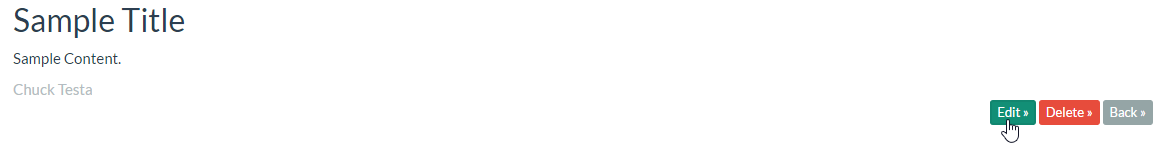 Sample Title
Sample Content.
Chuck Testa
Edit » Delete » Back »